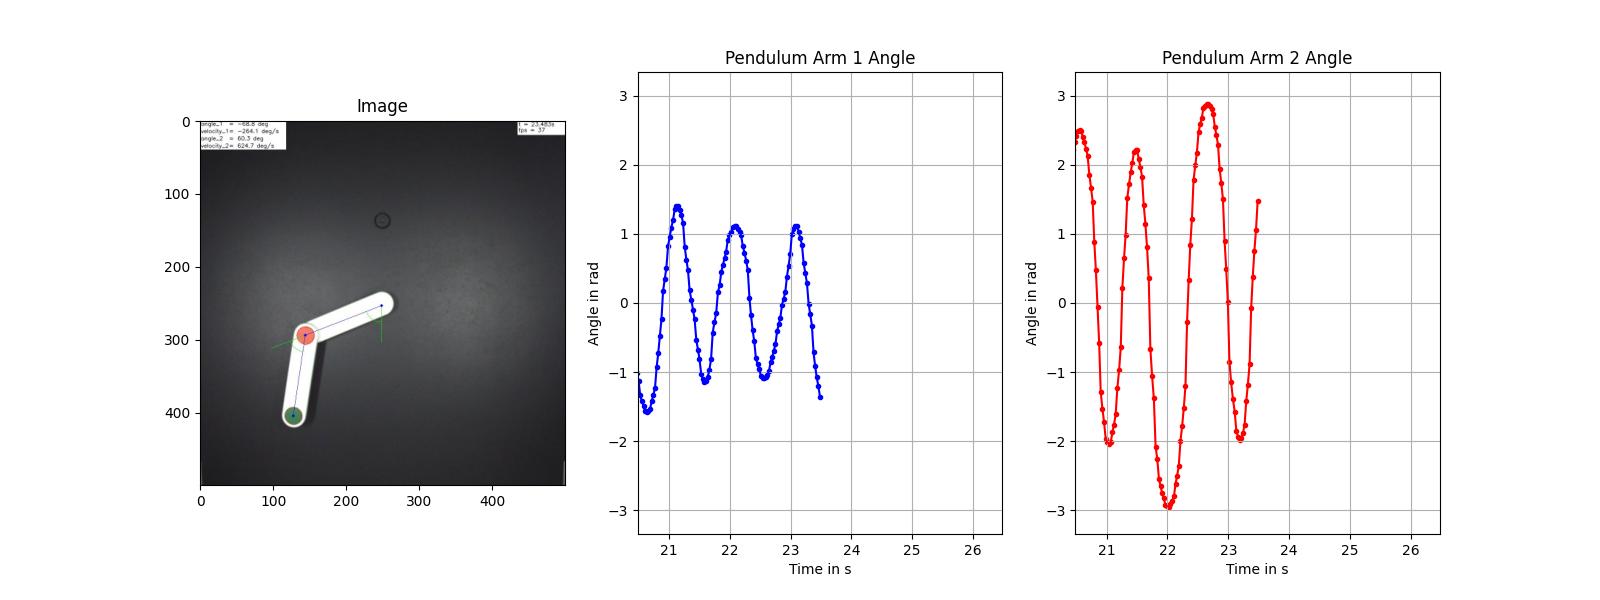 Image
Pendulum Arm 1 Angle
Pendulum Arm 2 Angle
angle_1 = -68.8 deg
velocity_1= -264.1 deg/s
angle_2 = 60.3 deg
velocity_2= 624.7 deg/s
t = 23.483s
fps = 37
0
100
200
300
400
0 100 200 300 400
Angle in rad
3
2
1
0
−1
−2
−3
21 22 23 24 25 26
Time in s
Angle in rad
3
2
1
0
−1
−2
−3
21 22 23 24 25 26
Time in s